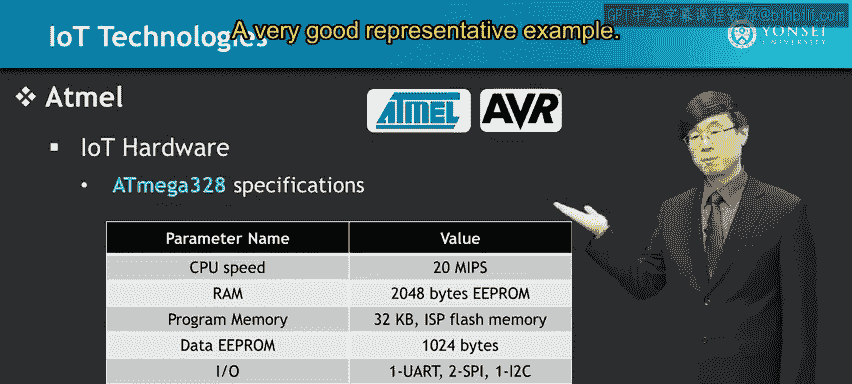 A very good representative example.
IoT Technologies
YONSEI
UNIVERSITY
❖ Atmel
ATMEL AVR
▪ IoT Hardware
• ATmega328 specifications
Parameter Name Value
CPU speed 20 MIPS
RAM 2048 bytes EEPROM
Program Memory 32 KB, ISP flash memory
Data EEPROM 1024 bytes
I/O 1-UART, 2-SPI, 1-I2C